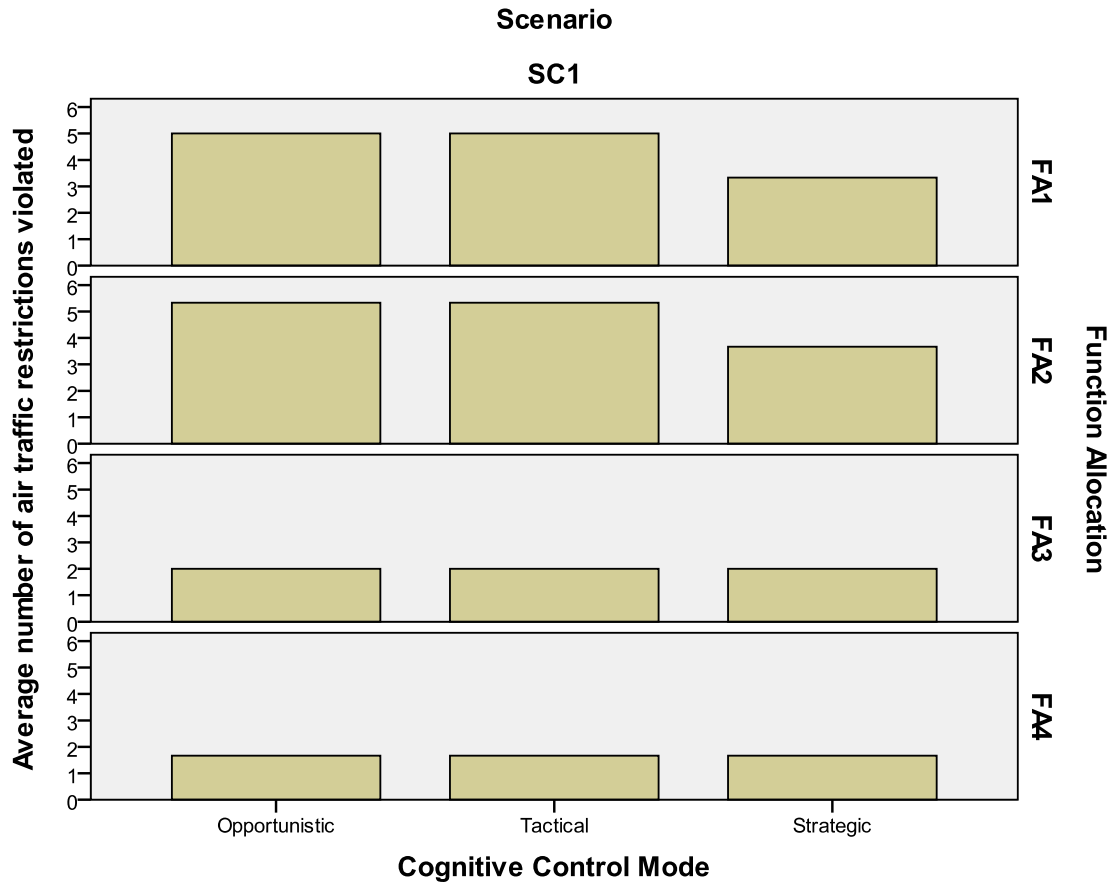 Scenario
SC1
Average number of air traffic restrictions violated
6
5
4
3
2
1
0
FA1
6
5
4
3
2
1
0
FA2
6
5
4
3
2
1
0
FA3
6
5
4
3
2
1
0
FA4
Function Allocation
Opportunistic Tactical Strategic
Cognitive Control Mode